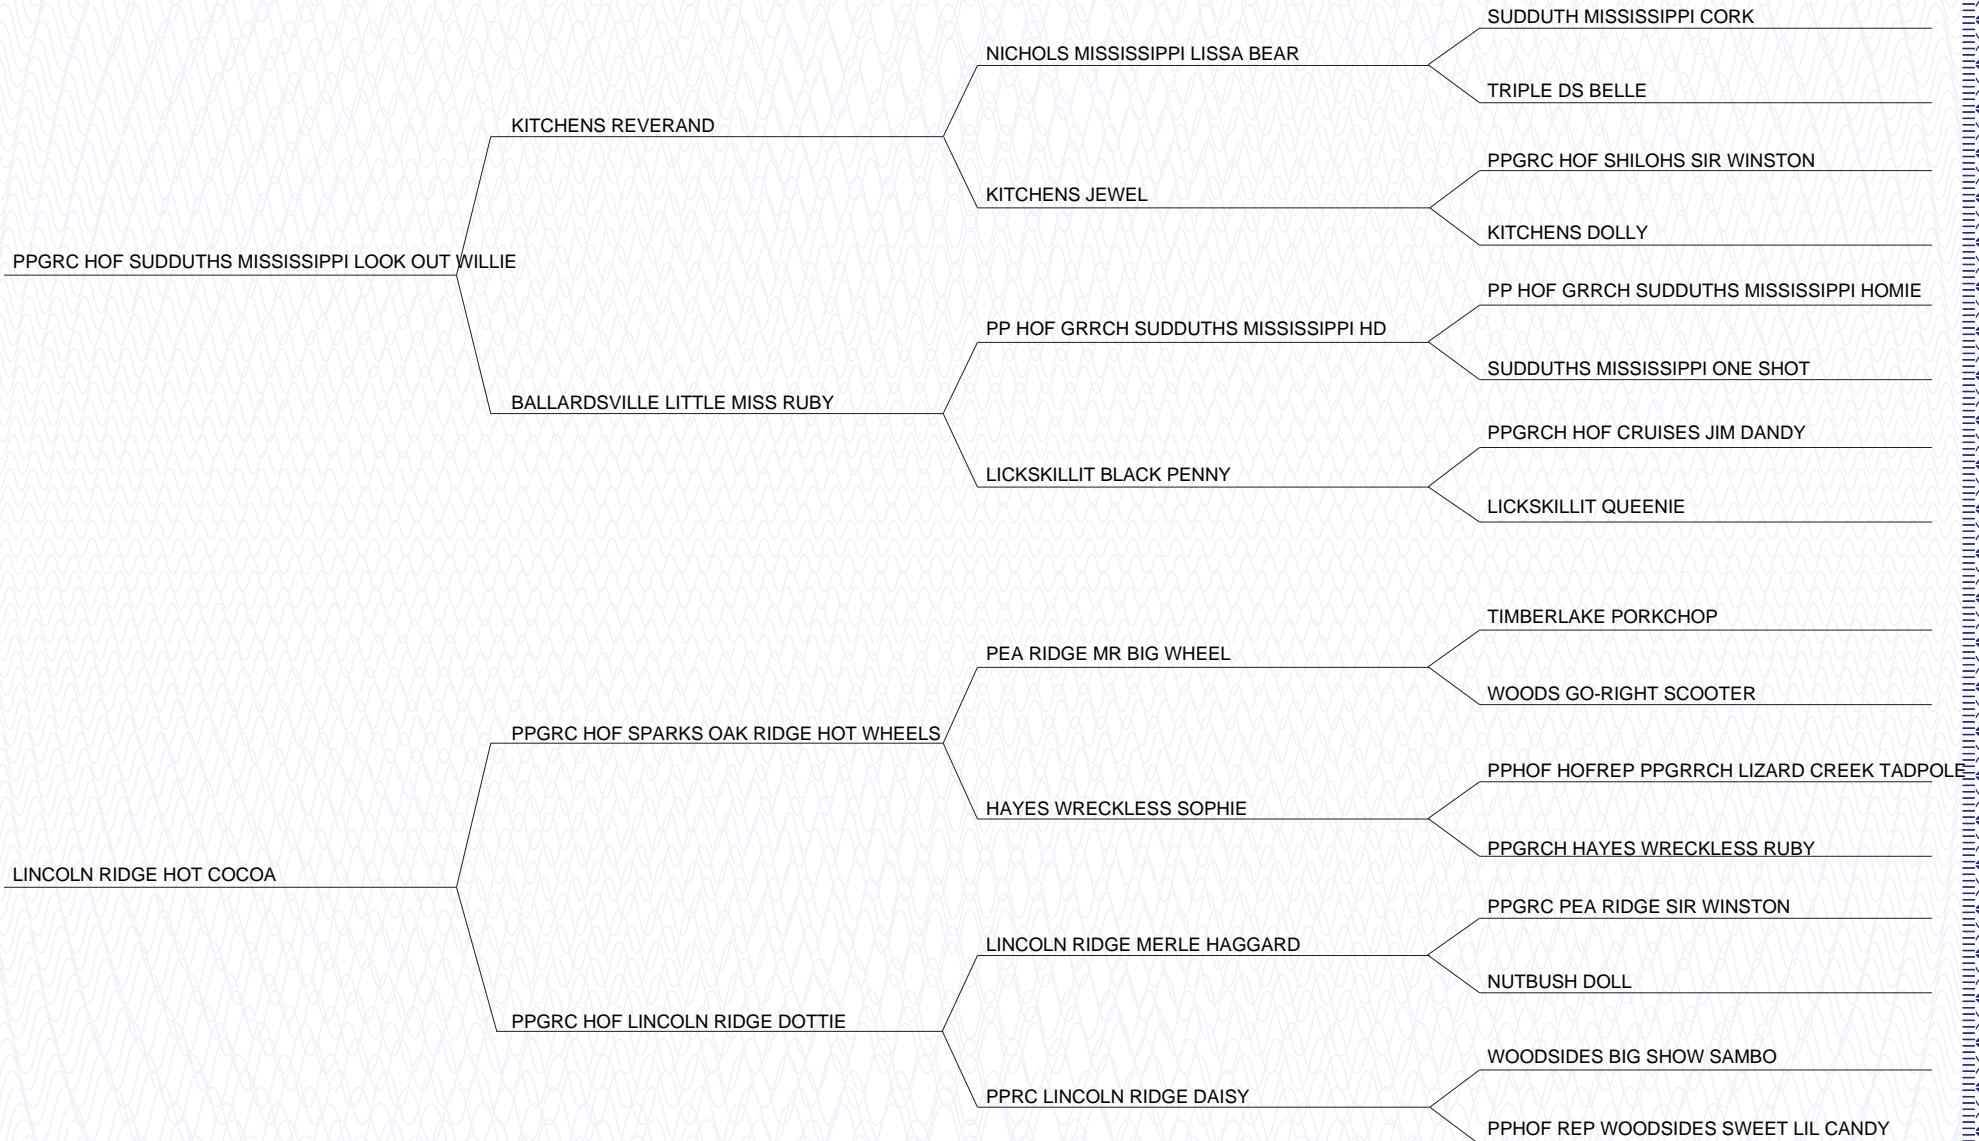 SUDDUTH MISSISSIPPI CORK
NICHOLS MISSISSIPPI LISSA BEAR
TRIPLE DS BELLE
KITCHENS REVERAND
PPGRC HOF SHILOHS SIR WINSTON
KITCHENS JEWEL
KITCHENS DOLLY
PPGRC HOF SUDDUTHS MISSISSIPPI LOOK OUT WILLIE
PP HOF GRRCH SUDDUTHS MISSISSIPPI HOMIE
PP HOF GRRCH SUDDUTHS MISSISSIPPI HD
SUDDUTHS MISSISSIPPI ONE SHOT
BALLARDSVILLE LITTLE MISS RUBY
PPGRCH HOF CRUISES JIM DANDY
LICKSKILLIT BLACK PENNY
LICKSKILLIT QUEENIE
TIMBERLAKE PORKCHOP
PEA RIDGE MR BIG WHEEL
WOODS GO-RIGHT SCOOTER
PPGRC HOF SPARKS OAK RIDGE HOT WHEELS
PPHOF HOFREP PPGRRCH LIZARD CREEK TADPOLE
HAYES WRECKLESS SOPHIE
PPGRCH HAYES WRECKLESS RUBY
LINCOLN RIDGE HOT COCOA
PPGRC PEA RIDGE SIR WINSTON
LINCOLN RIDGE MERLE HAGGARD
NUTBUSH DOLL
PPGRC HOF LINCOLN RIDGE DOTTIE
WOODSIDES BIG SHOW SAMBO
PPRC LINCOLN RIDGE DAISY
PPHOF REP WOODSIDES SWEET LIL CANDY